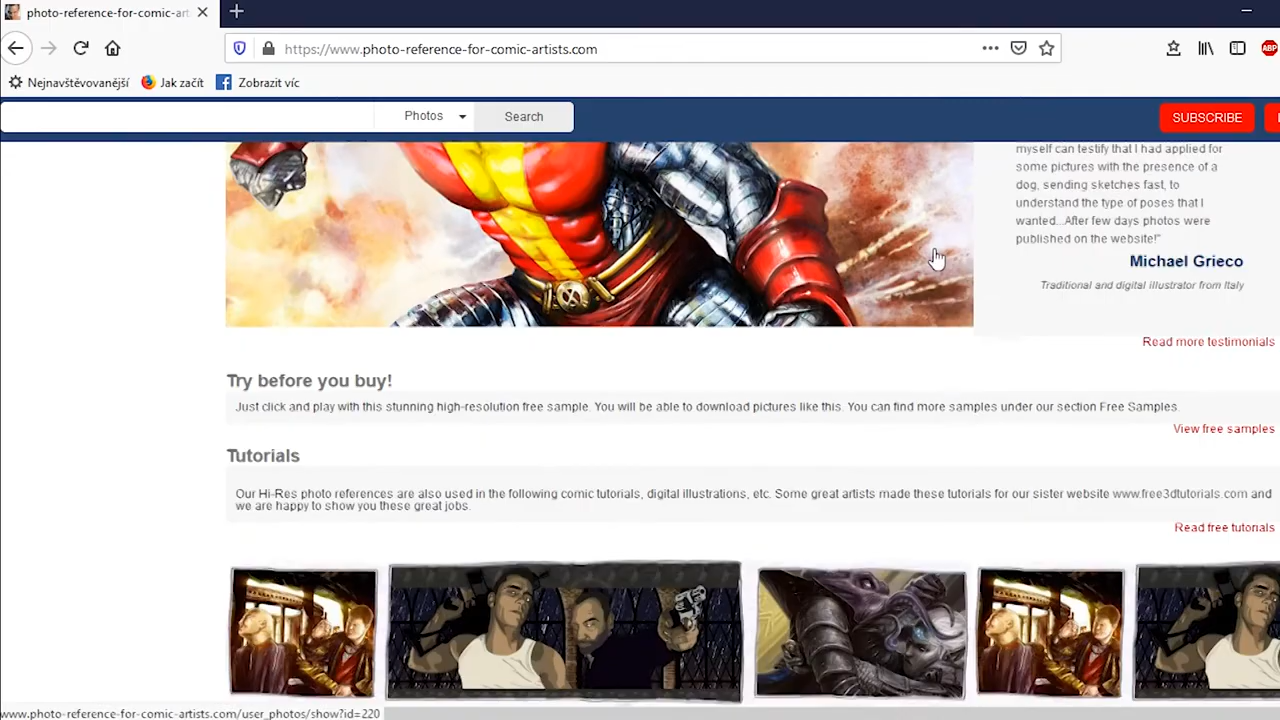 photo-reference-for-comic-art
https://www.photo-reference-for-comic-artists.com
ABP
Nejnavštěvovanější
Jak začít
Zobrazit víc
Photos
Search
SUBSCRIBE
myself can testify that I had applied for
some pictures with the presence of a
dog, sending sketches fast, to
understand the type of poses that I
wanted...After few days photos were
published on the website!"
Michael Grieco
Traditional and digital illustrator from Italy
Read more testimonials
Try before you buy!
Just click and play with this stunning high-resolution free sample. You will be able to download pictures like this. You can find more samples under our section Free Samples.
View free samples
Tutorials
Our Hi-Res photo references are also used in the following comic tutorials, digital illustrations, etc. Some great artists made these tutorials for our sister website www.free3dtutorials.com and
we are happy to show you these great jobs.
Read free tutorials
www.photo-reference-for-comic-artists.com/user_photos/show?id=220